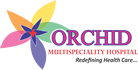 ORCHID
MULTISPECIALITY HOSPITAL
Redefining Health Care...